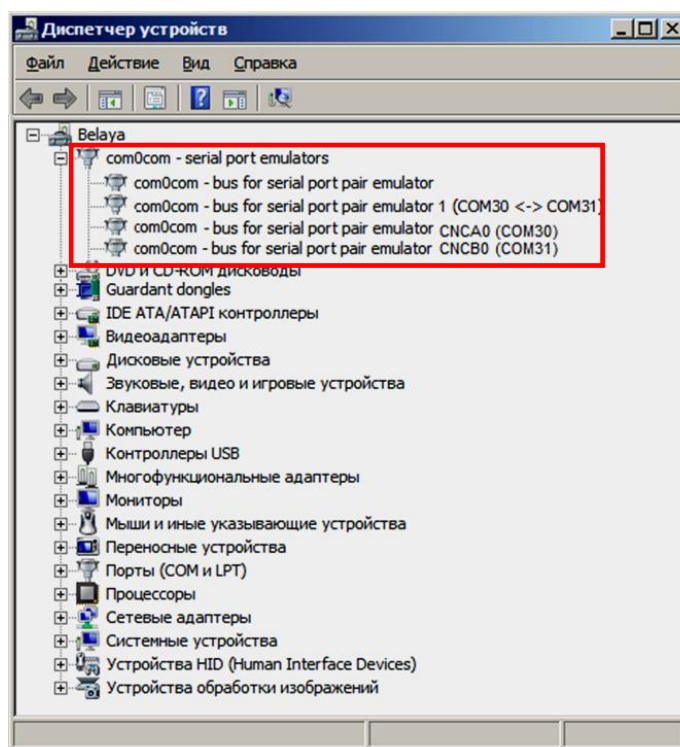 Диспетчер устройств
Файл Действие Вид Справка
Belaya
com0com - serial port emulators
com0com - bus for serial port pair emulator
com0com - bus for serial port pair emulator 1 (COM30 <-> COM31)
com0com - bus for serial port pair emulator CNCA0 (COM30)
com0com - bus for serial port pair emulator CNCB0 (COM31)
DVD и CD-ROM дисководы
Guardant dongles
IDE ATA/ATAPI контроллеры
Видеоадаптеры
Дисковые устройства
Звуковые, видео и игровые устройства
Клавиатуры
Компьютер
Контроллеры USB
Многофункциональные адаптеры
Мониторы
Мыши и иные указывающие устройства
Переносные устройства
Порты (COM и LPT)
Процессоры
Сетевые адаптеры
Системные устройства
Устройства HID (Human Interface Devices)
Устройства обработки изображений